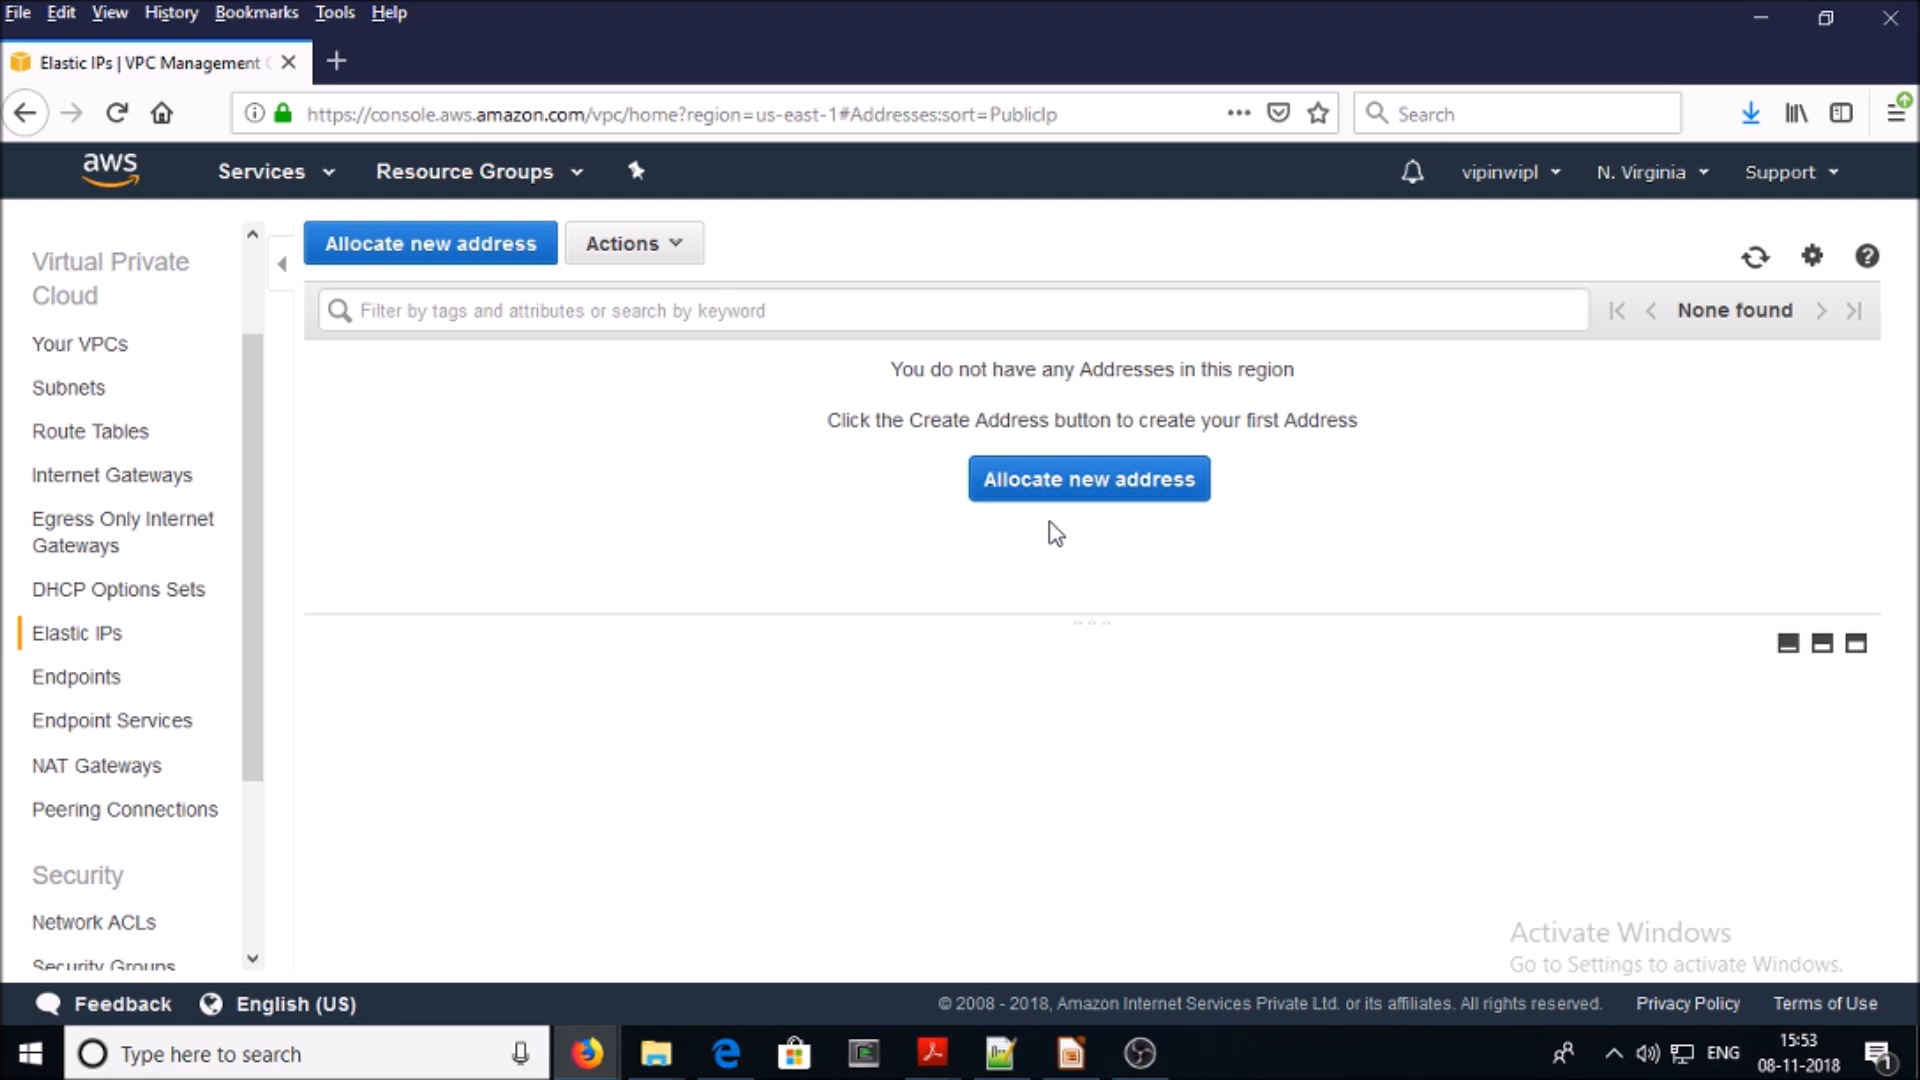 File Edit View History Bookmarks Tools Help
Elastic IPs | VPC Management C
https://console.aws.amazon.com/vpc/home?region=us-east-1#Addresses:sort=PublicIp
Search
aws
Services
Resource Groups
vipinwipl
N. Virginia
Support
Virtual Private
Cloud
Your VPCs
Subnets
Route Tables
Internet Gateways
Egress Only Internet
Gateways
DHCP Options Sets
Elastic IPs
Endpoints
Endpoint Services
NAT Gateways
Peering Connections
Security
Network ACLs
Security Groups
Allocate new address
Actions
Filter by tags and attributes or search by keyword
None found
You do not have any Addresses in this region
Click the Create Address button to create your first Address
Allocate new address
Activate Windows
Go to Settings to activate Windows.
Feedback
English (US)
© 2008 - 2018, Amazon Internet Services Private Ltd. or its affiliates. All rights reserved.
Privacy Policy
Terms of Use
Type here to search
ENG
15:53
08-11-2018
1